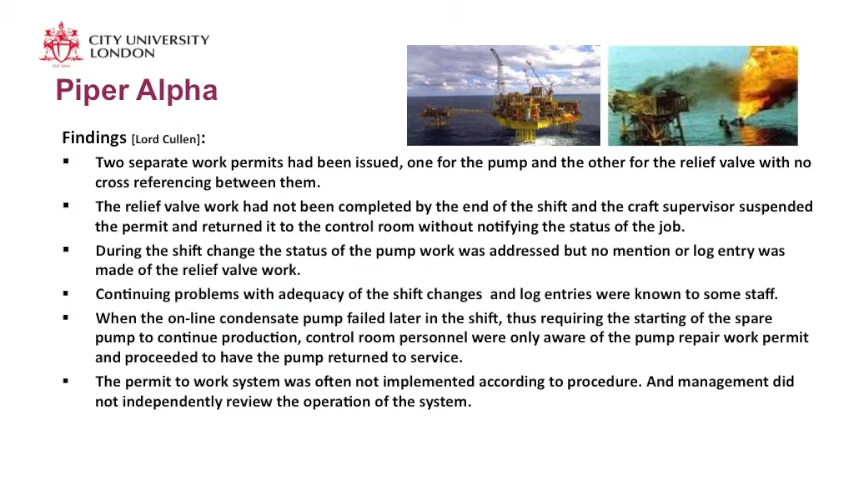 CITY UNIVERSITY
LONDON
EST 1894
Piper Alpha
Findings [Lord Cullen]:
▪ Two separate work permits had been issued, one for the pump and the other for the relief valve with no
cross referencing between them.
▪ The relief valve work had not been completed by the end of the shift and the craft supervisor suspended
the permit and returned it to the control room without notifying the status of the job.
▪ During the shift change the status of the pump work was addressed but no mention or log entry was
made of the relief valve work.
▪ Continuing problems with adequacy of the shift changes  and log entries were known to some staff.
▪ When the on-line condensate pump failed later in the shift, thus requiring the starting of the spare
pump to continue production, control room personnel were only aware of the pump repair work permit
and proceeded to have the pump returned to service.
▪ The permit to work system was often not implemented according to procedure. And management did
not independently review the operation of the system.